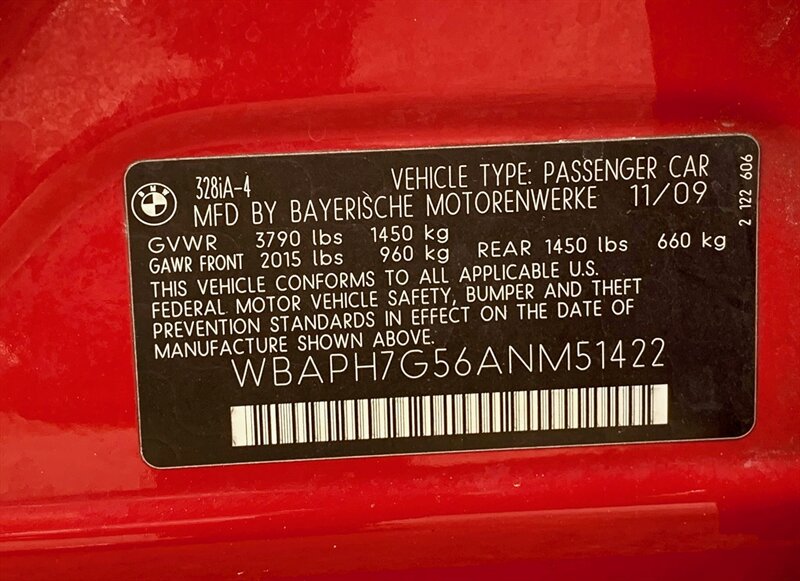 BMW
328iA-4 VEHICLE TYPE: PASSENGER CAR
MFD BY BAYERISCHE MOTORENWERKE 11/09
GVWR 3790 lbs 1450 kg
GAWR FRONT 2015 lbs 960 kg REAR 1450 lbs 660 kg
THIS VEHICLE CONFORMS TO ALL APPLICABLE U.S.
FEDERAL MOTOR VEHICLE SAFETY, BUMPER AND THEFT
PREVENTION STANDARDS IN EFFECT ON THE DATE OF
MANUFACTURE SHOWN ABOVE.
WBAPH7G56ANM51422
2 122 606